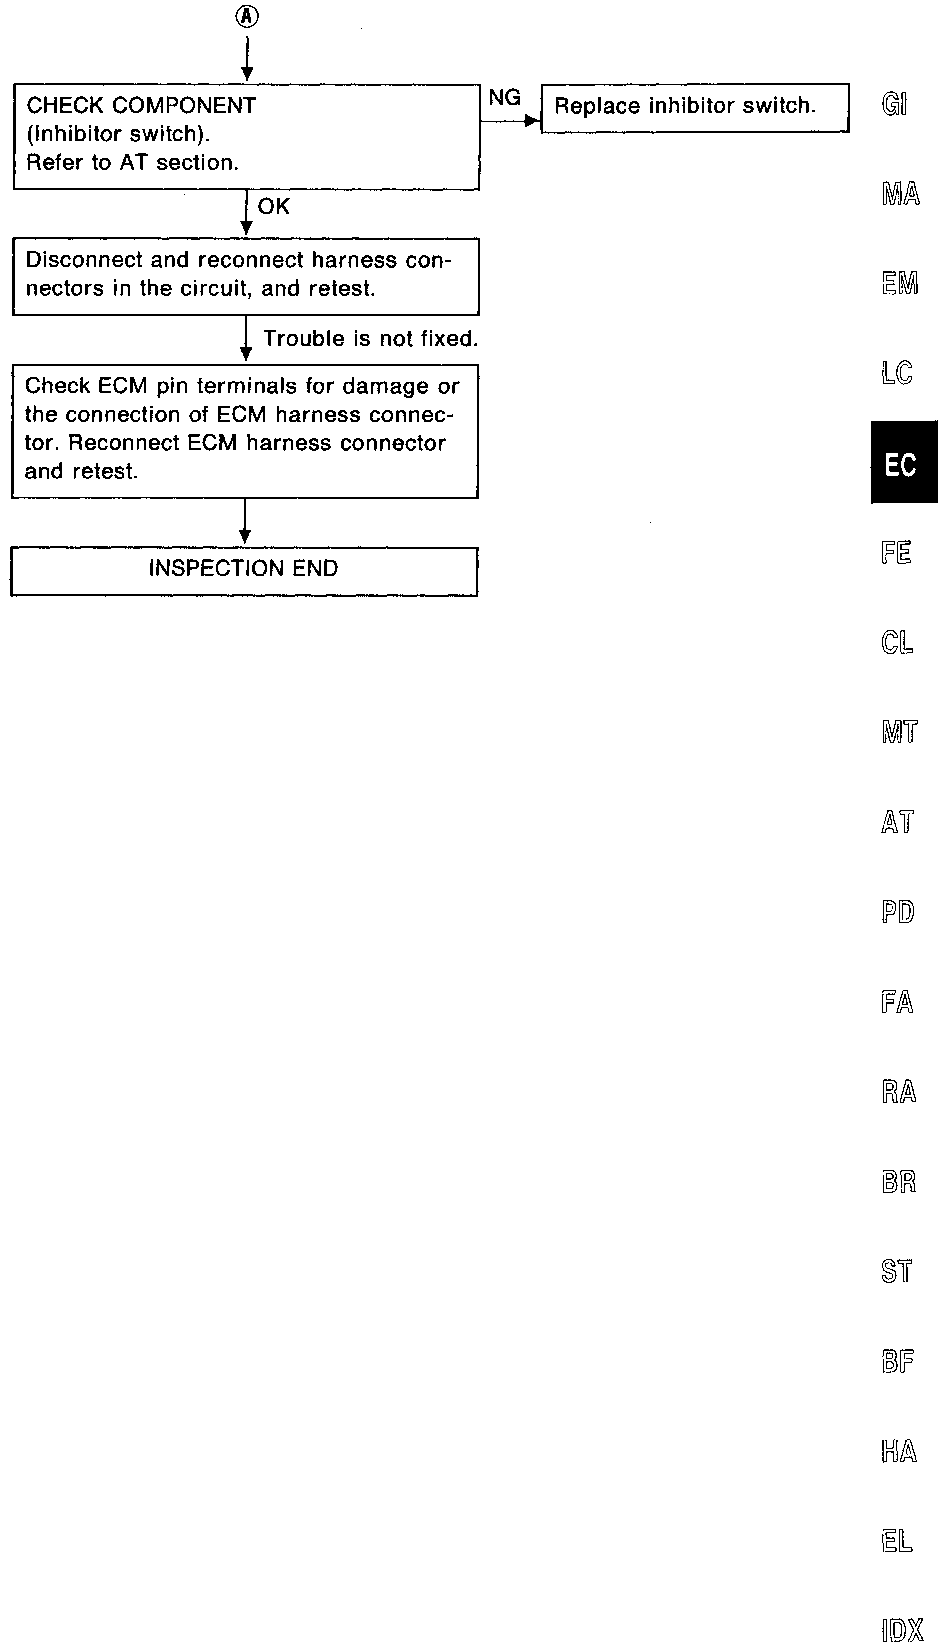 A
CHECK COMPONENT
(Inhibitor switch).
Refer to AT section.
NG
Replace inhibitor switch.
OK
Disconnect and reconnect harness con-
nectors in the circuit, and retest.
Trouble is not fixed.
Check ECM pin terminals for damage or
the connection of ECM harness connec-
tor. Reconnect ECM harness connector
and retest.
INSPECTION END
GI
MA
EM
LC
EC
FE
CL
MT
AT
PD
FA
RA
BR
ST
BF
HA
EL
IDX